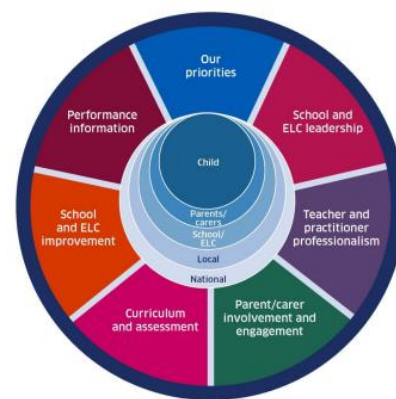 Our
priorities
School and
ELC leadership
Teacher and
practitioner
professionalism
Parent/carer
involvement and
engagement
Curriculum
and assessment
School
and ELC
improvement
Performance
information
Child
Parents/
carers
School/
ELC
Local
National